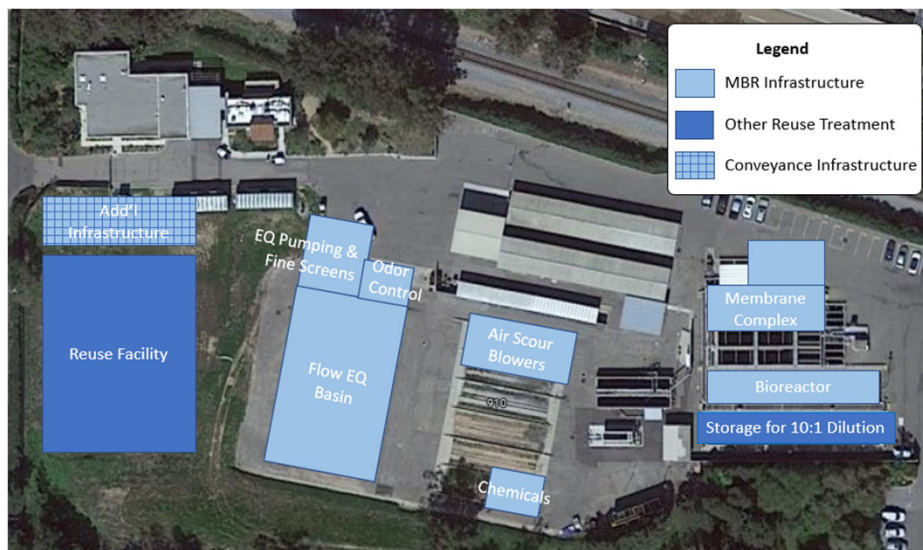 Legend
MBR Infrastructure
Other Reuse Treatment
Conveyance Infrastructure
Add'l
Infrastructure
EQ Pumping &
Fine Screens
Odor
Control
Membrane
Complex
Reuse Facility
Flow EQ
Basin
Air Scour
Blowers
910
Bioreactor
Storage for 10:1 Dilution
Chemicals